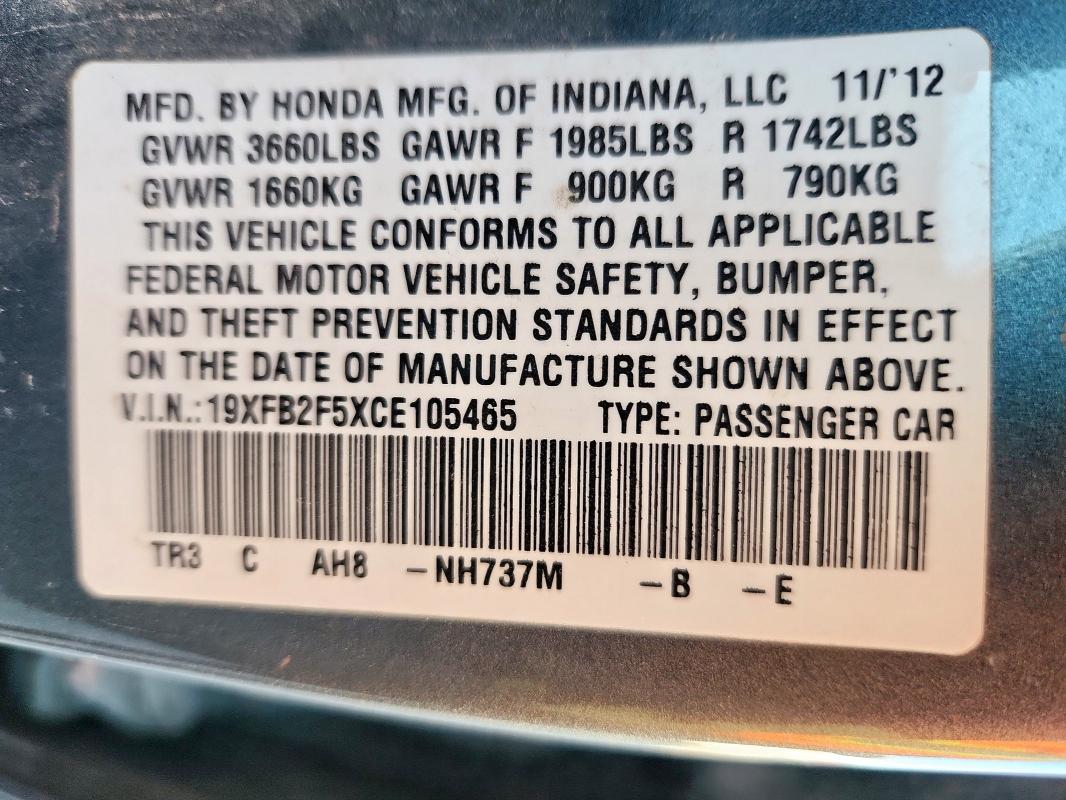 MFD. BY HONDA MFG. OF INDIANA, LLC 11/'12
GVWR 3660LBS GAWR F 1985LBS R 1742LBS
GVWR 1660KG GAWR F 900KG R 790KG
THIS VEHICLE CONFORMS TO ALL APPLICABLE
FEDERAL MOTOR VEHICLE SAFETY, BUMPER,
AND THEFT PREVENTION STANDARDS IN EFFECT
ON THE DATE OF MANUFACTURE SHOWN ABOVE.
V.I.N.:19XFB2F5XCE105465 TYPE: PASSENGER CAR
TR3 C AH8 -NH737M -B -E